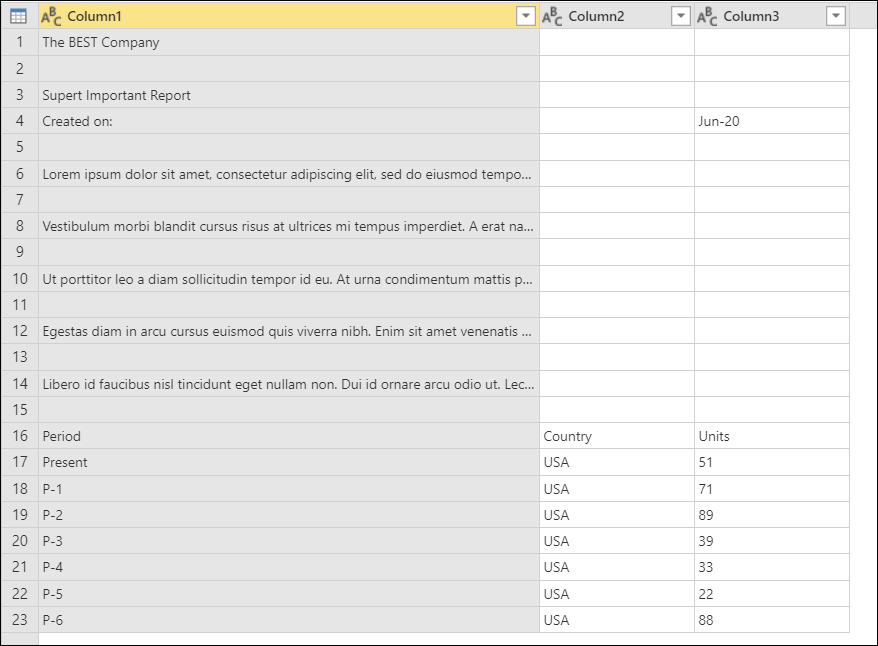 ABC Column1 ABC Column2 ABC Column3
1 The BEST Company
2
3 Supert Important Report
4 Created on: Jun-20
5
6 Lorem ipsum dolor sit amet, consectetur adipiscing elit, sed do eiusmod tempo...
7
8 Vestibulum morbi blandit cursus risus at ultrices mi tempus imperdiet. A erat na...
9
10 Ut porttitor leo a diam sollicitudin tempor id eu. At urna condimentum mattis p...
11
12 Egestas diam in arcu cursus euismod quis viverra nibh. Enim sit amet venenatis ...
13
14 Libero id faucibus nisl tincidunt eget nullam non. Dui id ornare arcu odio ut. Lec...
15
16 Period Country Units
17 Present USA 51
18 P-1 USA 71
19 P-2 USA 89
20 P-3 USA 39
21 P-4 USA 33
22 P-5 USA 22
23 P-6 USA 88